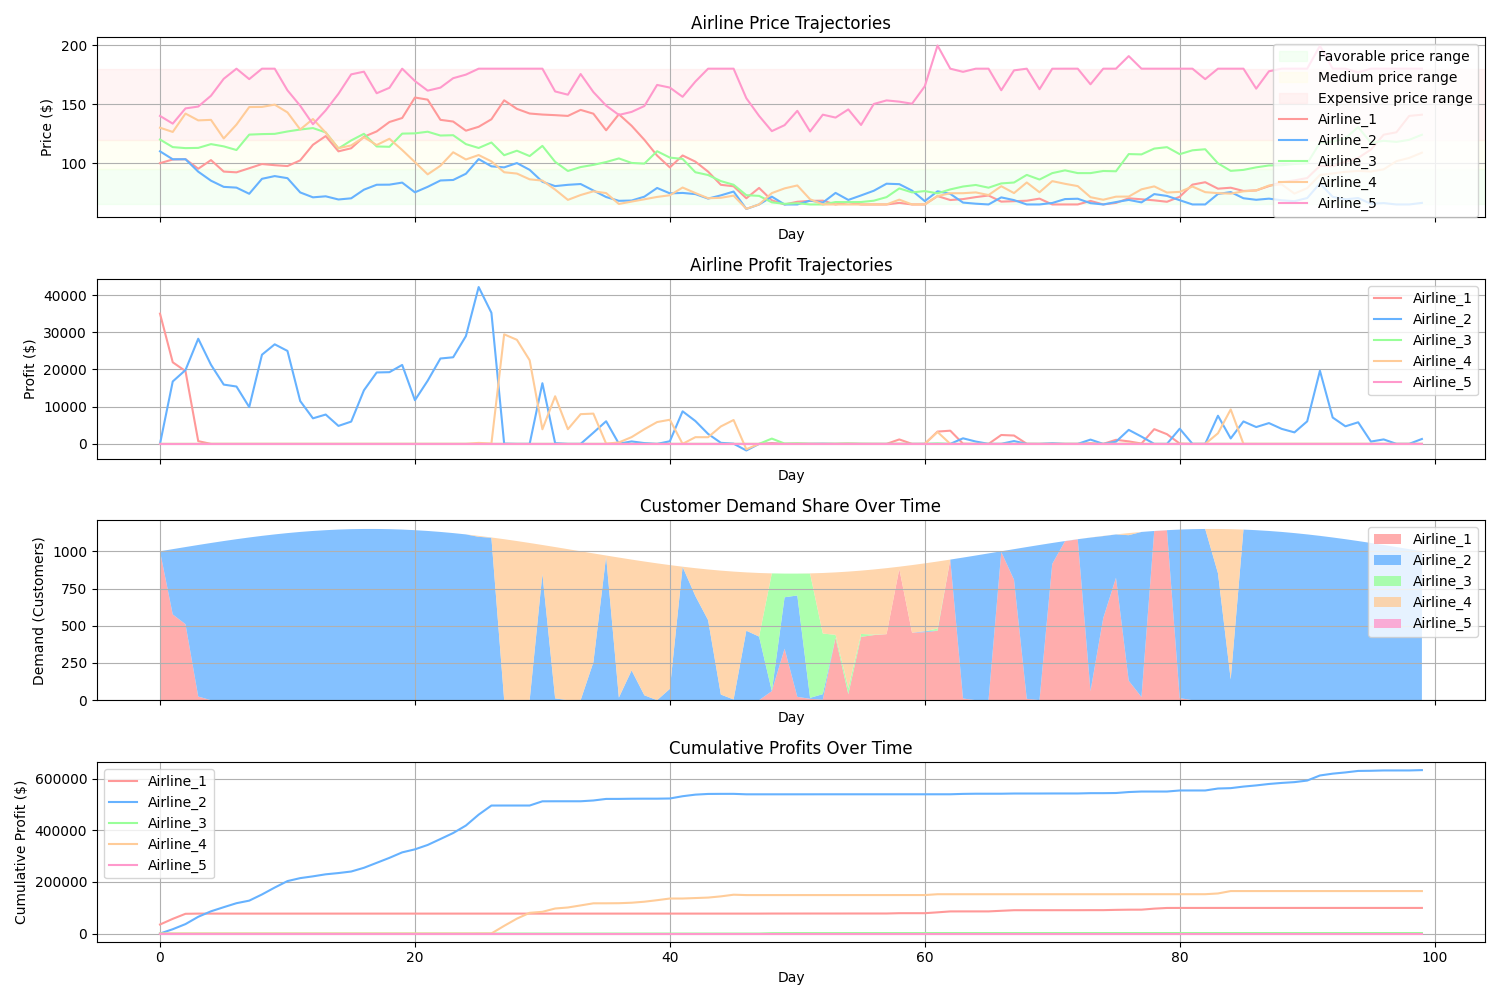 Airline Price Trajectories
Price ($)
200
150
100
Favorable price range
Medium price range
Expensive price range
Airline_1
Airline_2
Airline_3
Airline_4
Airline_5
Day
Airline Profit Trajectories
Profit ($)
40000
30000
20000
10000
0
Airline_1
Airline_2
Airline_3
Airline_4
Airline_5
Day
Customer Demand Share Over Time
Demand (Customers)
1000
750
500
250
0
Airline_1
Airline_2
Airline_3
Airline_4
Airline_5
Day
Cumulative Profits Over Time
Cumulative Profit ($)
600000
400000
200000
0
Airline_1
Airline_2
Airline_3
Airline_4
Airline_5
0 20 40 60 80 100
Day